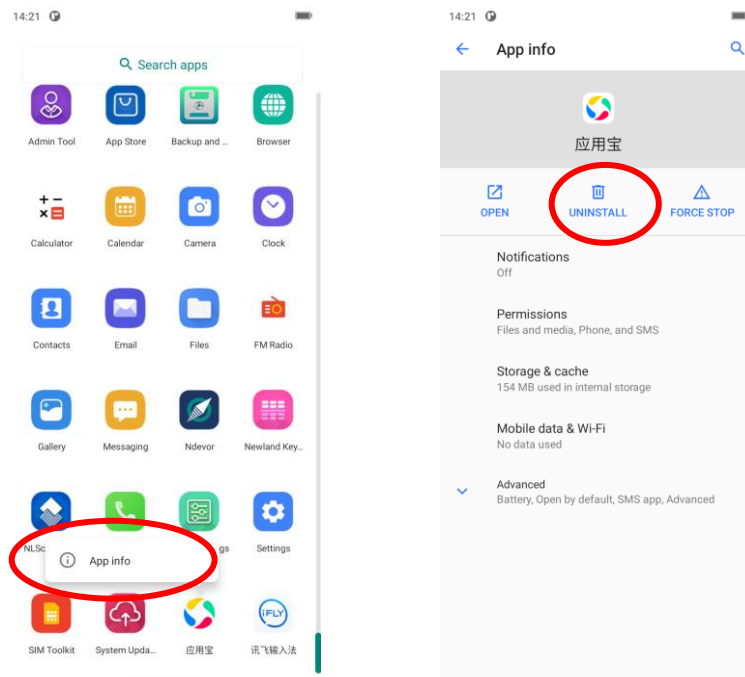 14:21
Search apps
Admin Tool
App Store
Backup and ...
Browser
Calculator
Calendar
Camera
Clock
Contacts
Email
Files
FM Radio
Gallery
Messaging
Ndevor
Newland Key...
NLSc
gs
Settings
App info
SIM Toolkit
System Upda...
应用宝
iFLY
讯飞输入法
14:21
App info
应用宝
OPEN
UNINSTALL
FORCE STOP
Notifications
Off
Permissions
Files and media, Phone, and SMS
Storage & cache
154 MB used in internal storage
Mobile data & Wi-Fi
No data used
Advanced
Battery, Open by default, SMS app, Advanced